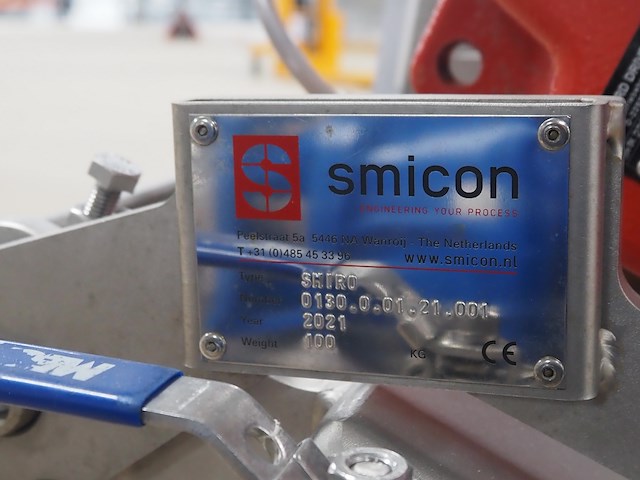 smicon
ENGINEERING YOUR PROCESS
Peelstraat 5a 5446 Wanroij - The Netherlands
T +31 (0)485 45 33 96 www.smicon.nl
Type SMIRO
0130.0.01.21.001
Year 2021
Weight 100 KG CE